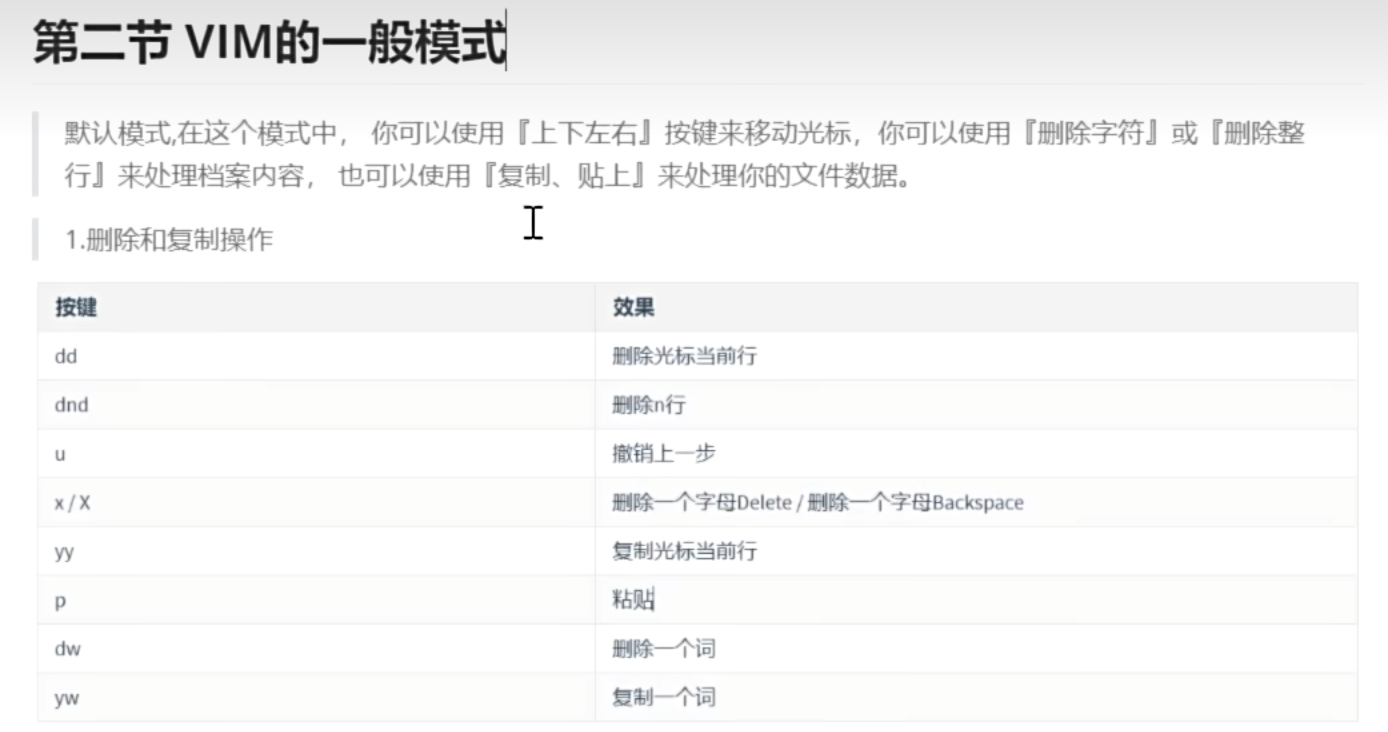 第二节 VIM的一般模式
默认模式,在这个模式中， 你可以使用『上下左右』按键来移动光标，你可以使用『删除字符』或『删除整
行』来处理档案内容， 也可以使用『复制、贴上』来处理你的文件数据。
1.删除和复制操作
按键 效果
dd 删除光标当前行
dnd 删除n行
u 撤销上一步
x / X 删除一个字母Delete / 删除一个字母Backspace
yy 复制光标当前行
p 粘贴
dw 删除一个词
yw 复制一个词